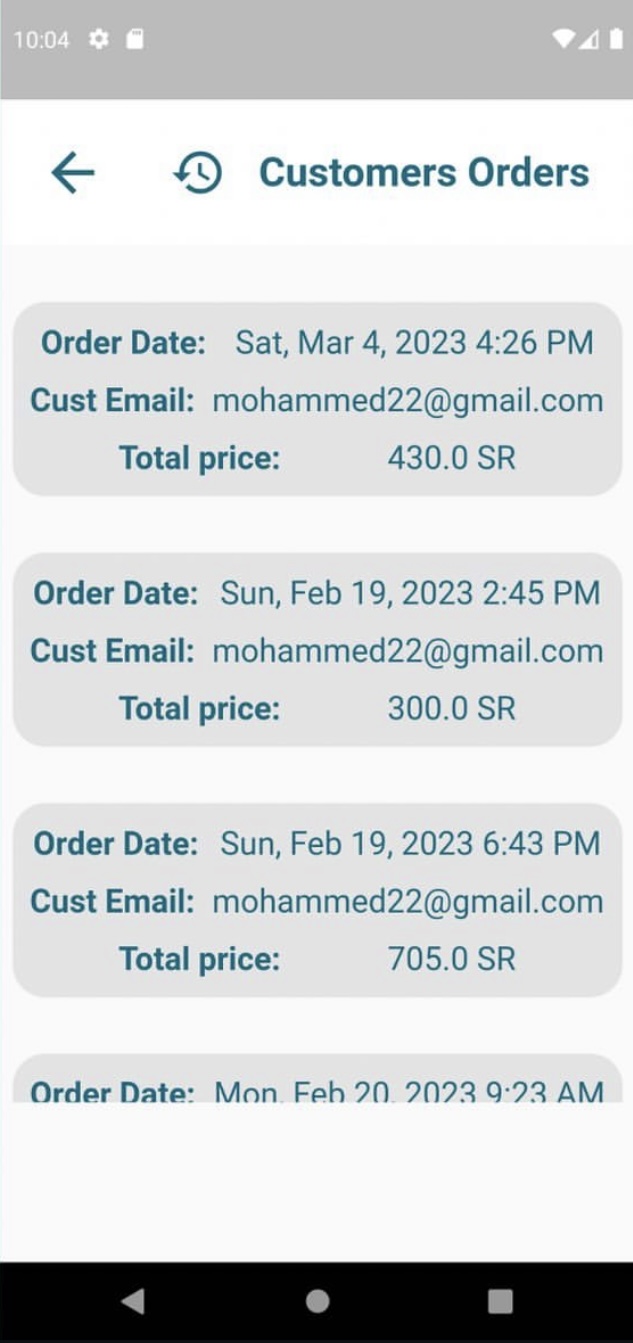 10:04
Customers Orders
Order Date: Sat, Mar 4, 2023 4:26 PM
Cust Email: mohammed22@gmail.com
Total price: 430.0 SR
Order Date: Sun, Feb 19, 2023 2:45 PM
Cust Email: mohammed22@gmail.com
Total price: 300.0 SR
Order Date: Sun, Feb 19, 2023 6:43 PM
Cust Email: mohammed22@gmail.com
Total price: 705.0 SR
Order Date: Mon, Feb 20, 2023 9:23 AM